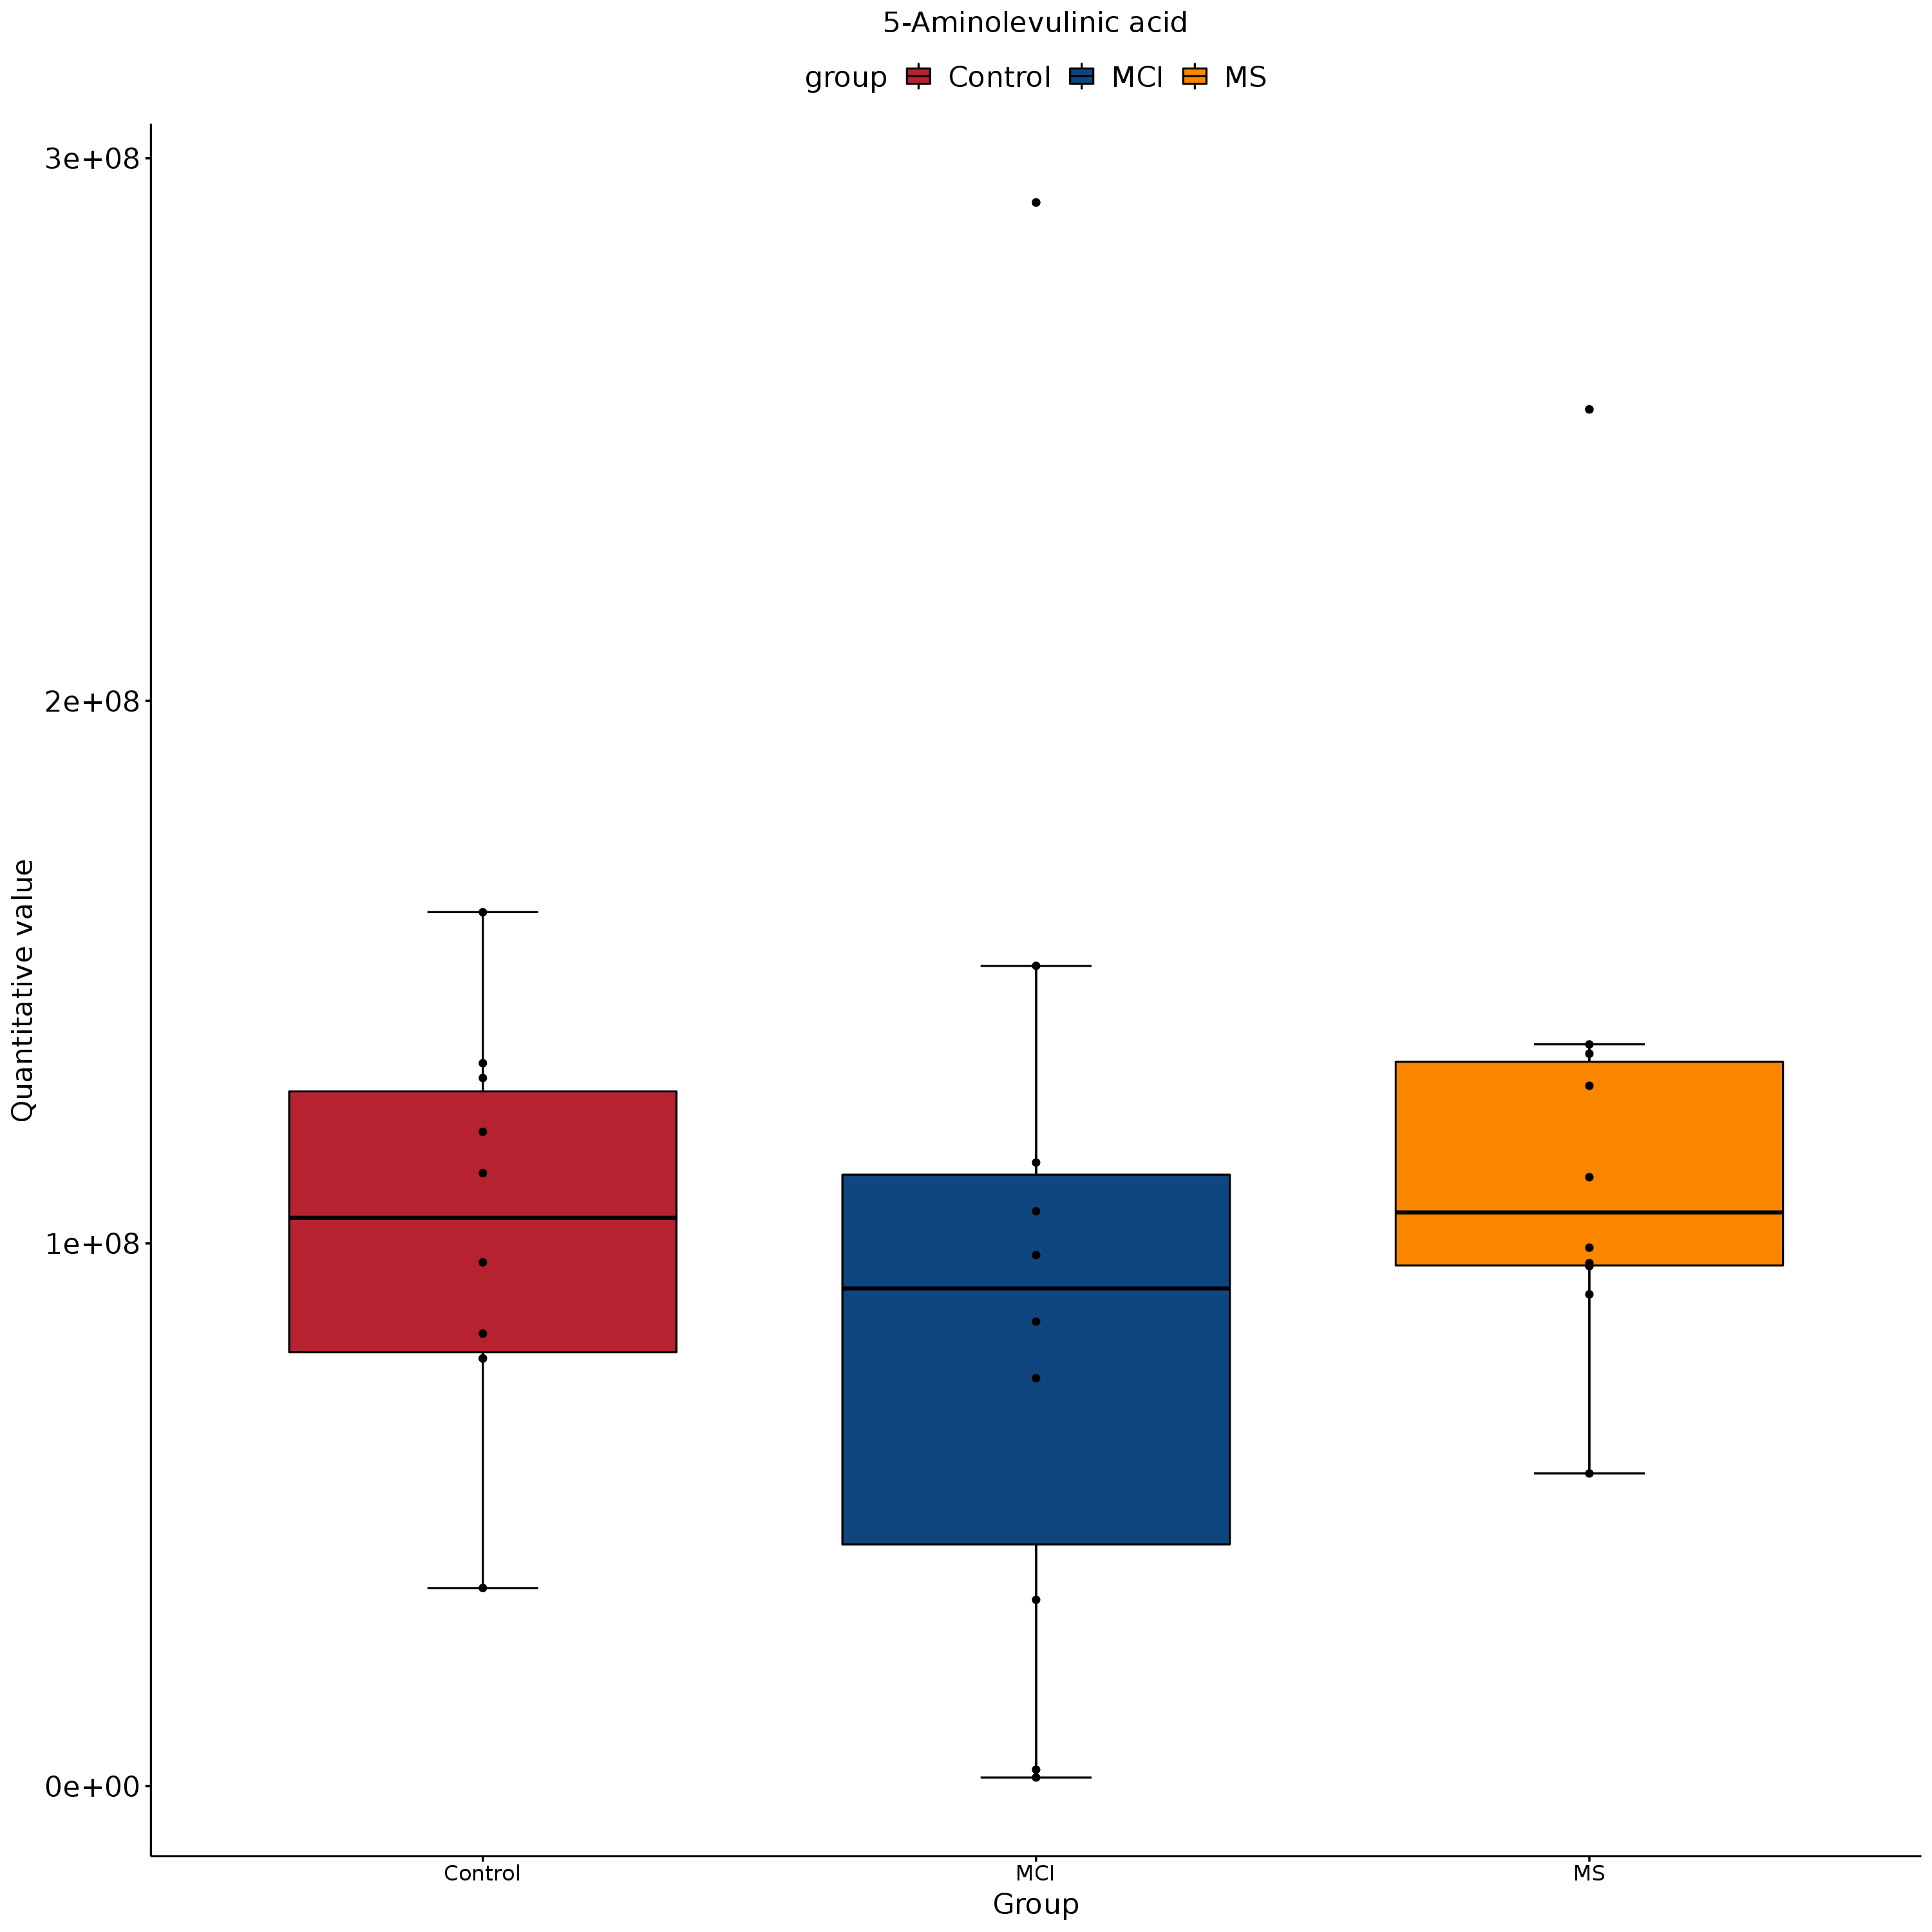 5-Aminolevulinic acid
group Control MCI MS
3e+08
2e+08
1e+08
0e+00
Quantitative value
Control MCI MS
Group